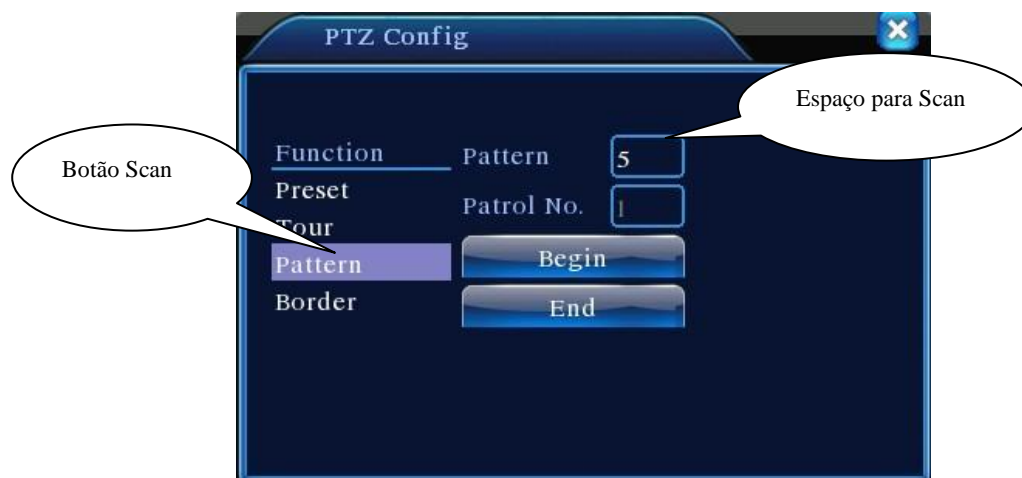 PTZ Config
Espaço para Scan
Botão Scan
Function
Pattern 5
Preset
Patrol No. 1
Tour
Begin
Pattern
Border
End